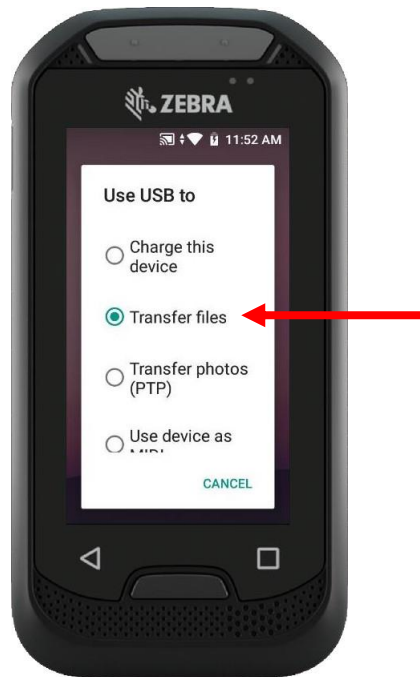 ZEBRA
11:52 AM
Use USB to
Charge this
device
Transfer files
Transfer photos
(PTP)
Use device as
MIDI
CANCEL